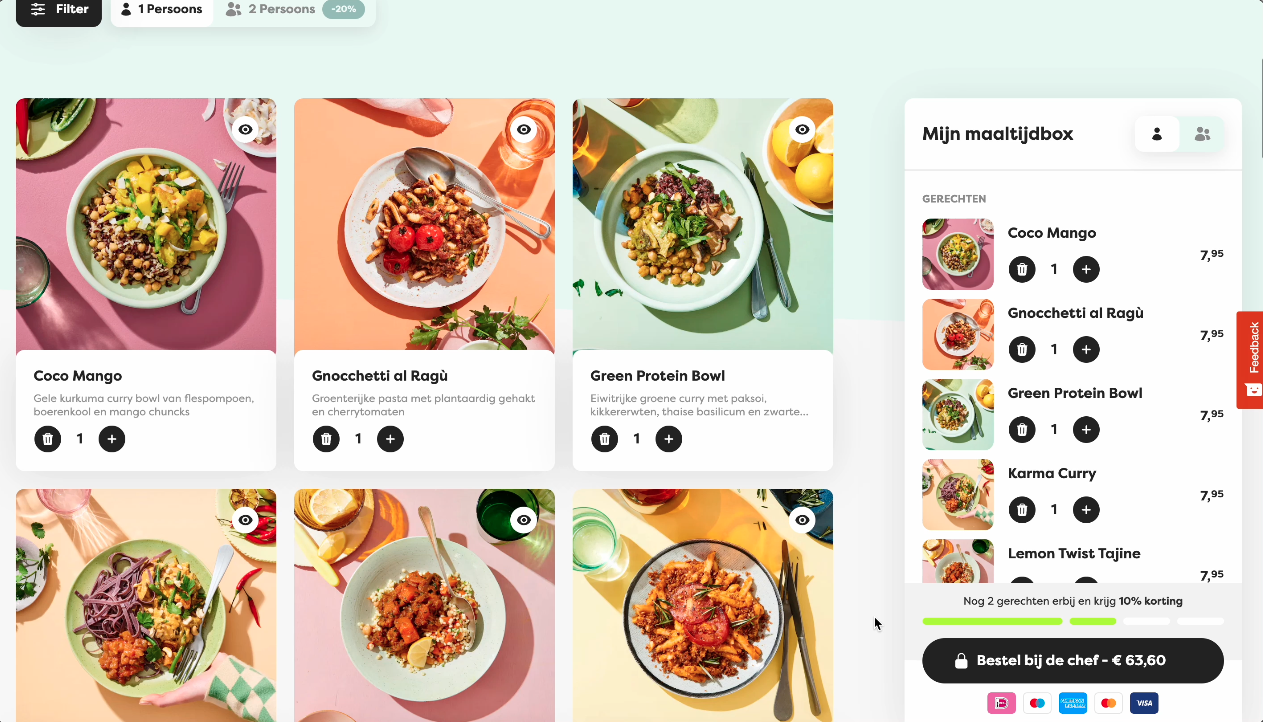 Filter
1 Persoons
2 Persoons
-20%
Coco Mango
Gele kurkuma curry bowl van flespompoen,
boerenkool en mango chuncks
1
Gnocchetti al Ragù
Groenterijke pasta met plantaardig gehakt
en cherrytomaten
1
Green Protein Bowl
Eiwitrijke groene curry met paksoi,
kikkererwten, thaise basilicum en zwarte...
1
Mijn maaltijdbox
GERECHTEN
Coco Mango
1
7,95
Gnocchetti al Ragù
1
7,95
Green Protein Bowl
1
7,95
Karma Curry
1
7,95
Lemon Twist Tajine
7,95
Nog 2 gerechten erbij en krijg 10% korting
Bestel bij de chef - € 63,60
VISA
Feedback